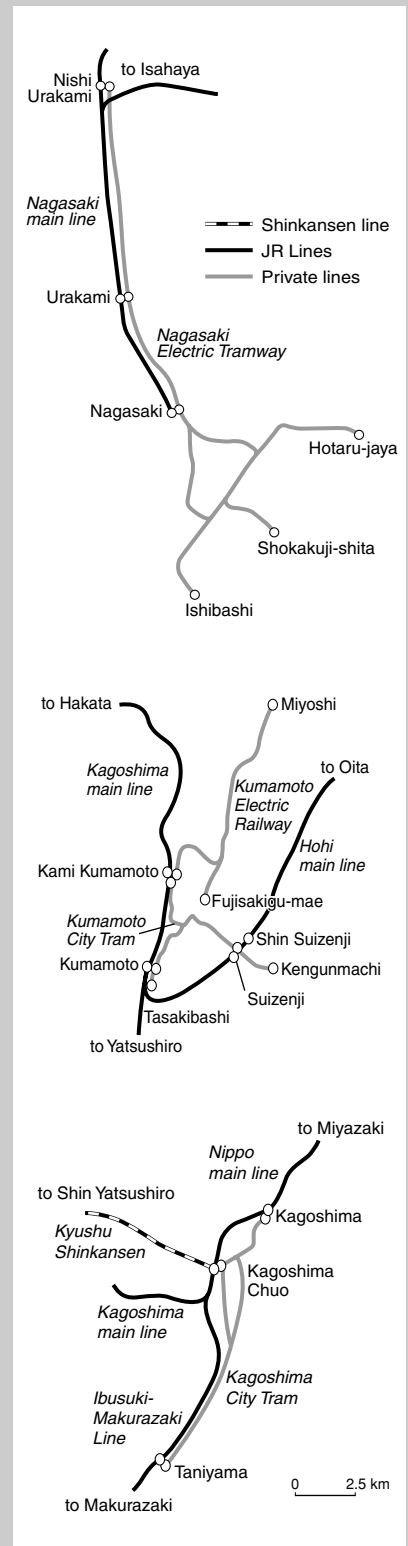 to Isahaya
Nishi
Urakami
Nagasaki
main line
Shinkansen line
JR Lines
Private lines
Urakami
Nagasaki
Electric Tramway
Nagasaki
Hotaru-jaya
Shokakuji-shita
Ishibashi
to Hakata
Miyoshi
Kagoshima
main line
to Oita
Kumamoto
Electric
Railway
Hohi
main line
Kami Kumamoto
Fujisakigu-mae
Kumamoto
City Tram
Shin Suizenji
Kumamoto
Kengunmachi
Suizenji
Tasakibashi
to Yatsushiro
to Miyazaki
Nippo
main line
to Shin Yatsushiro
Kagoshima
Kyushu
Shinkansen
Kagoshima
Chuo
Kagoshima
main line
Kagoshima
City Tram
Ibusuki-
Makurazaki
Line
Taniyama
0 2.5 km
to Makurazaki